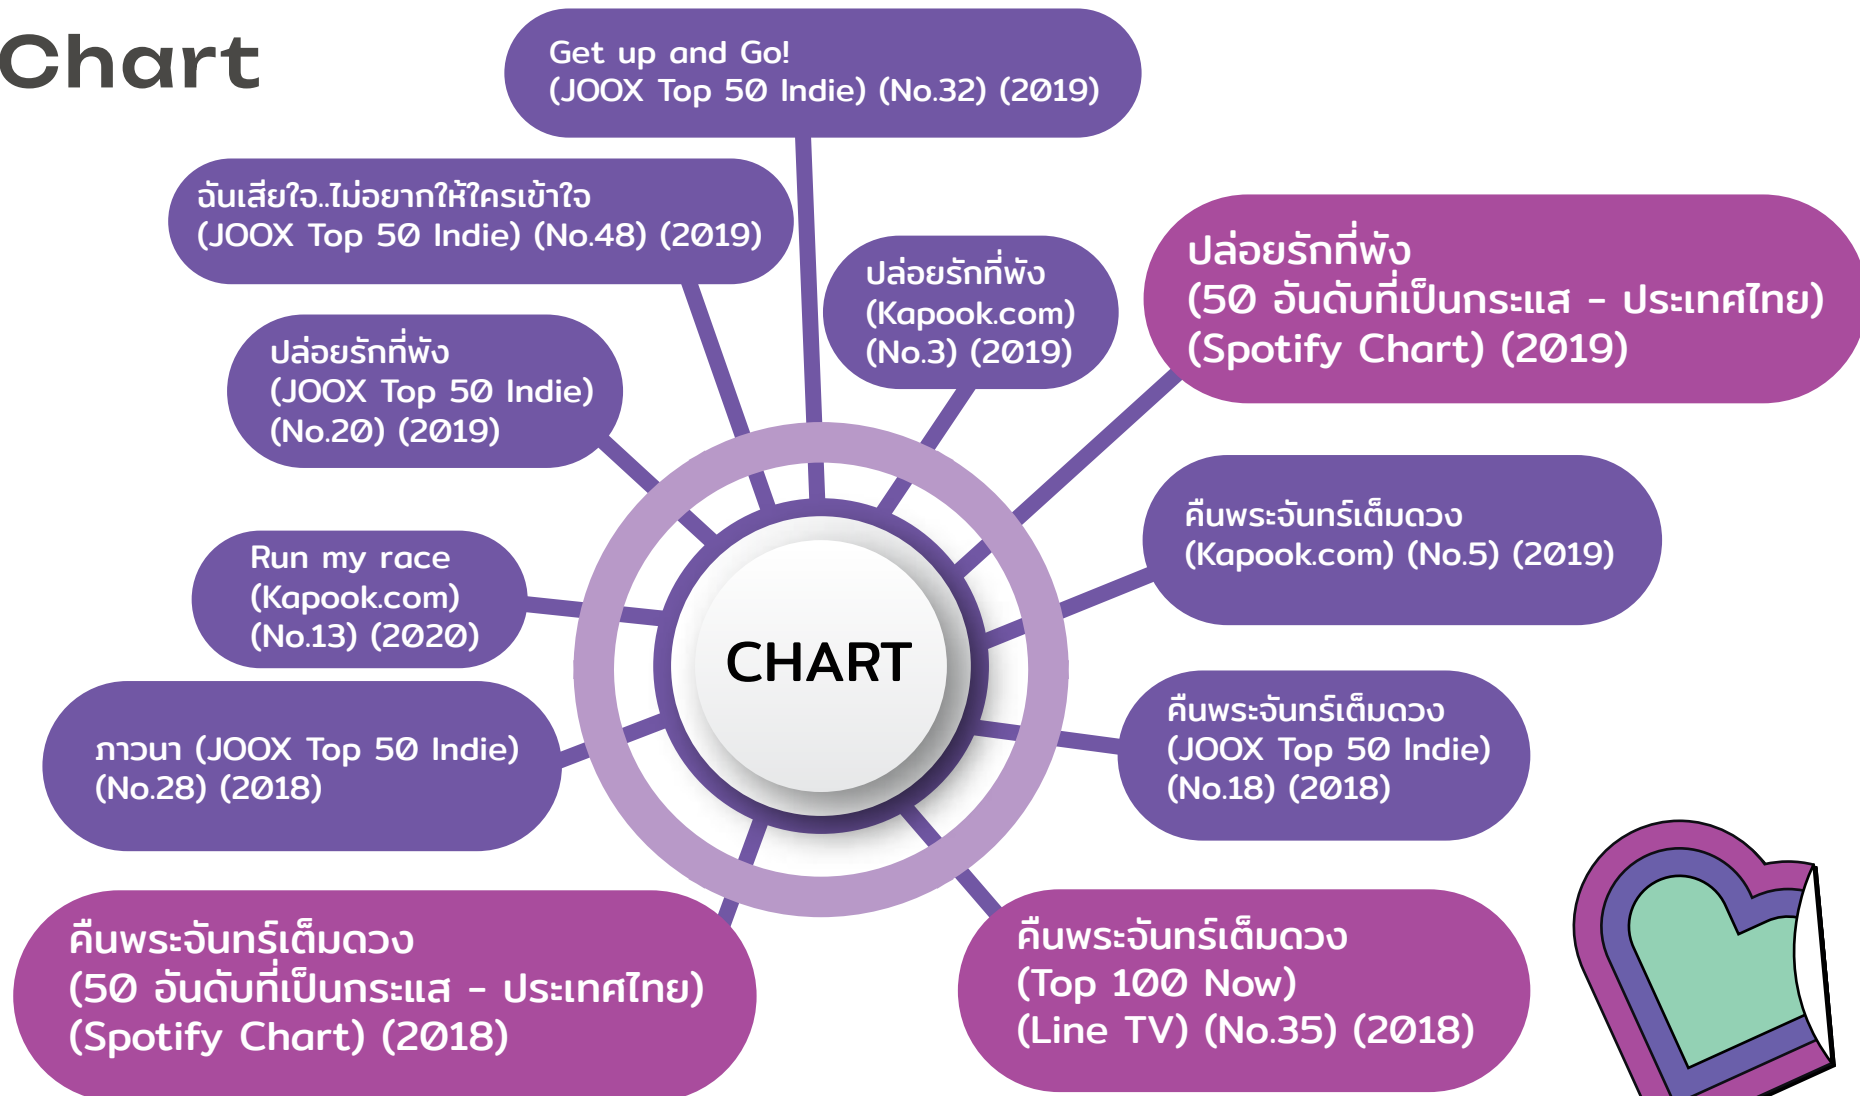 Chart
Get up and Go!
(JOOX Top 50 Indie) (No.32) (2019)
ฉันเสียใจ..ไม่อยากให้ใครเข้าใจ
(JOOX Top 50 Indie) (No.48) (2019)
ปล่อยรักที่พัง
(Kapook.com)
(No.3) (2019)
ปล่อยรักที่พัง
(50 อันดับที่เป็นกระแส - ประเทศไทย)
(Spotify Chart) (2019)
ปล่อยรักที่พัง
(JOOX Top 50 Indie)
(No.20) (2019)
คืนพระจันทร์เต็มดวง
(Kapook.com) (No.5) (2019)
Run my race
(Kapook.com)
(No.13) (2020)
CHART
คืนพระจันทร์เต็มดวง
(JOOX Top 50 Indie)
(No.18) (2018)
ภาวนา (JOOX Top 50 Indie)
(No.28) (2018)
คืนพระจันทร์เต็มดวง
(50 อันดับที่เป็นกระแส - ประเทศไทย)
(Spotify Chart) (2018)
คืนพระจันทร์เต็มดวง
(Top 100 Now)
(Line TV) (No.35) (2018)